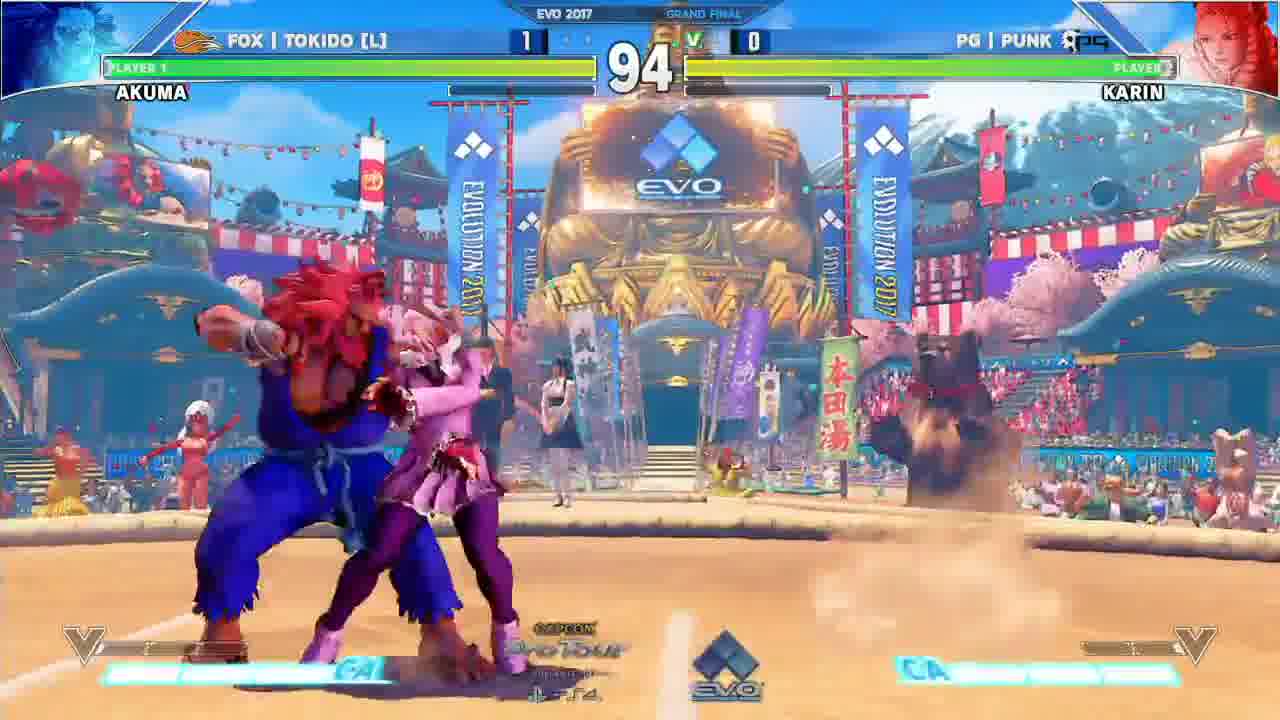 EVO 2017 GRAND FINAL
FOX | TOKIDO [L] 1 V 0 PG | PUNK
94
PLAYER 1 PLAYER 2
AKUMA KARIN
EVO
EVOLUTION 2017
EVOLUTION 2017
本田湯
CAPCOM
PRO TOUR
PS4
CA
CA
EVO